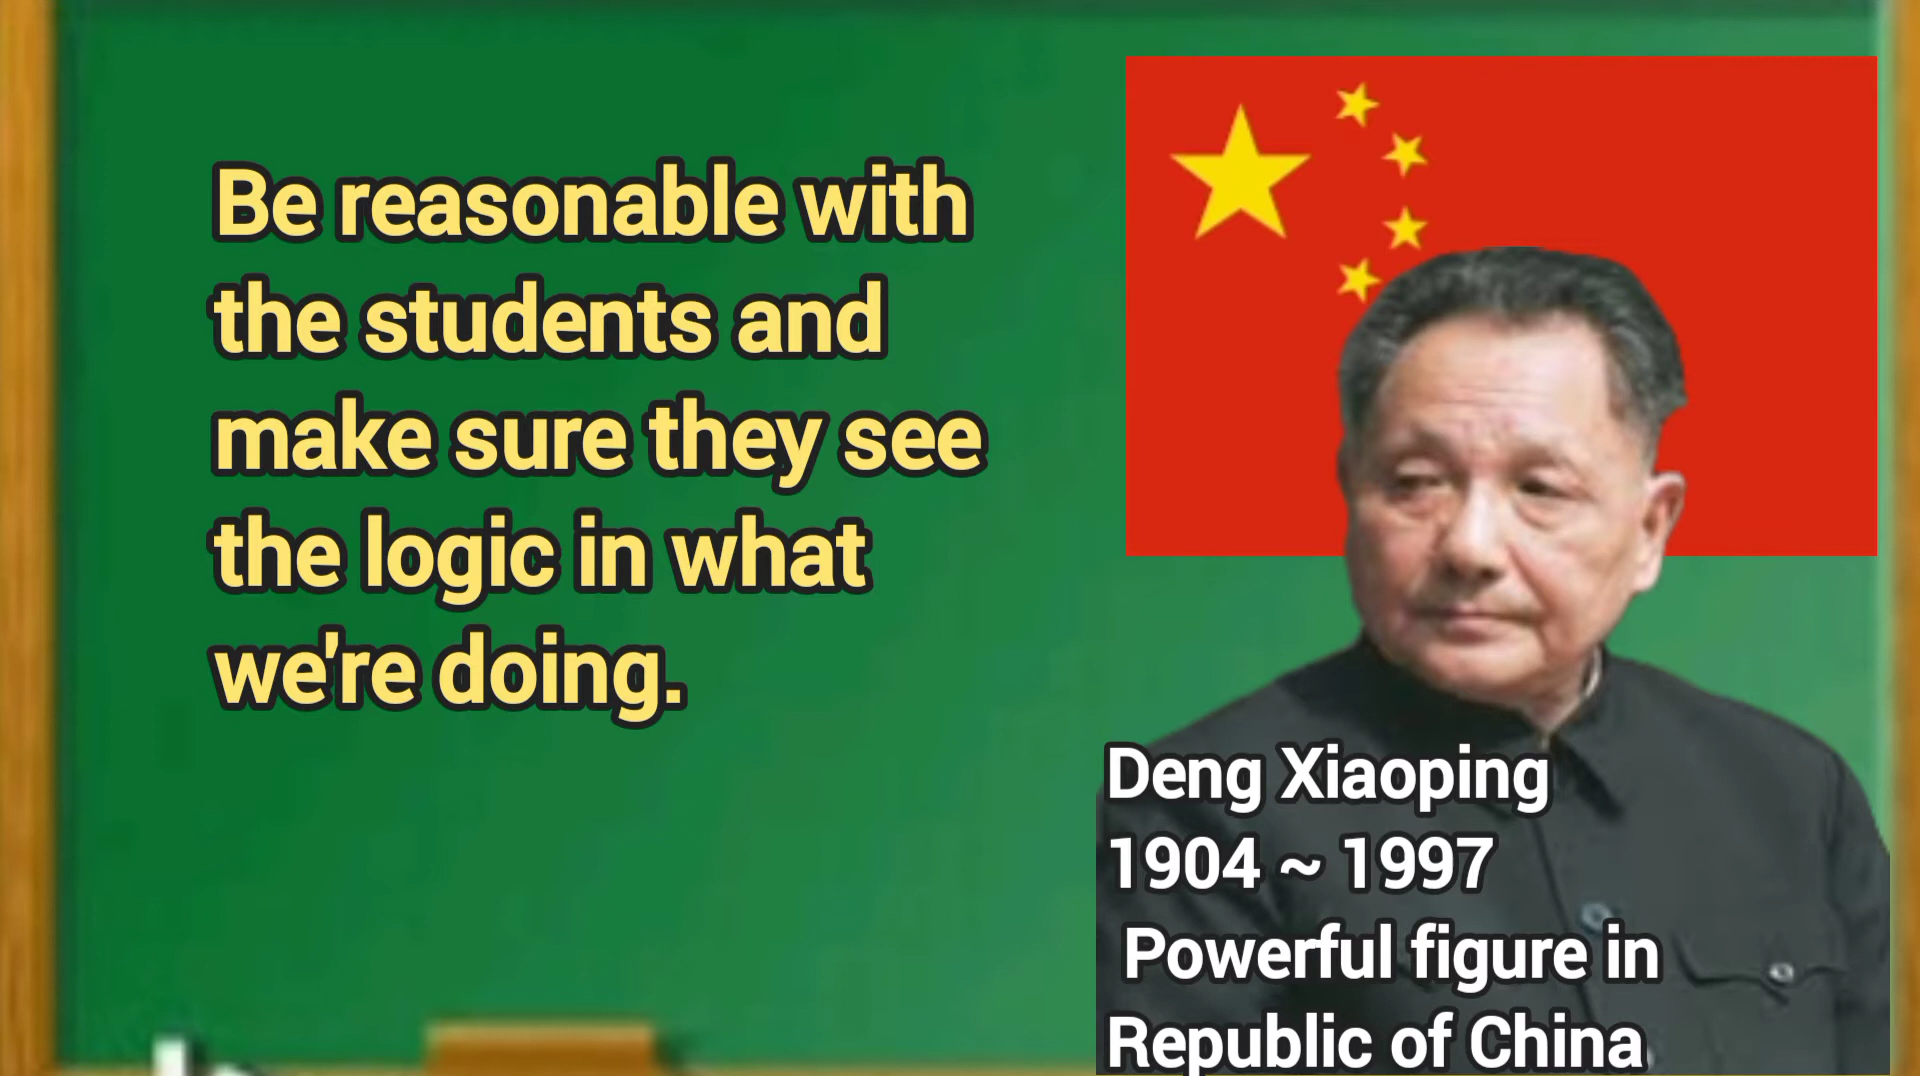 Be reasonable with
the students and
make sure they see
the logic in what
we're doing.
Deng Xiaoping
1904 ~ 1997
Powerful figure in
Republic of China